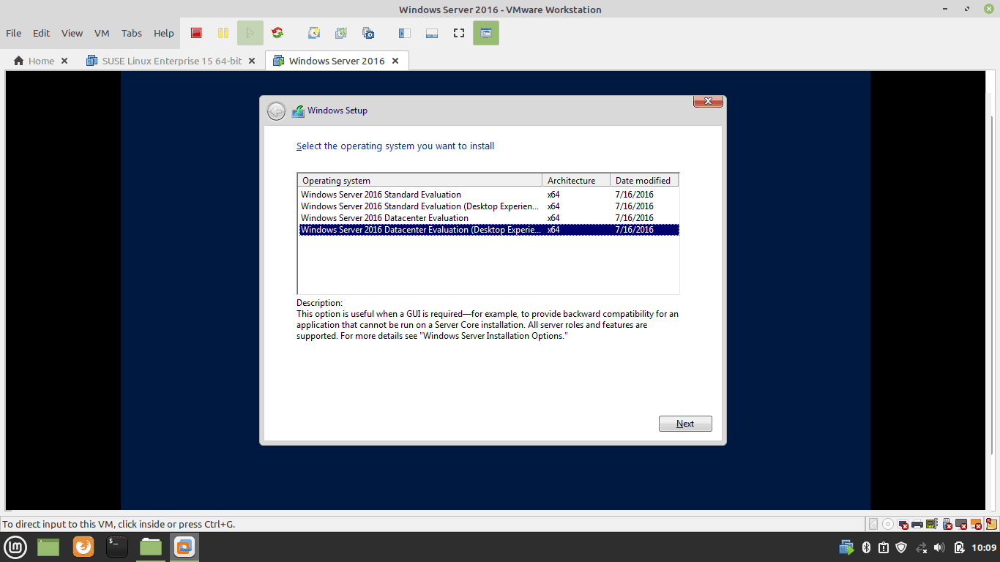 Windows Server 2016 - VMware Workstation
File Edit View VM Tabs Help
Home SUSE Linux Enterprise 15 64-bit Windows Server 2016
Windows Setup
Select the operating system you want to install
Operating system Architecture Date modified
Windows Server 2016 Standard Evaluation x64 7/16/2016
Windows Server 2016 Standard Evaluation (Desktop Experien... x64 7/16/2016
Windows Server 2016 Datacenter Evaluation x64 7/16/2016
Windows Server 2016 Datacenter Evaluation (Desktop Experie... x64 7/16/2016
Description:
This option is useful when a GUI is required—for example, to provide backward compatibility for an
application that cannot be run on a Server Core installation. All server roles and features are
supported. For more details see "Windows Server Installation Options."
Next
To direct input to this VM, click inside or press Ctrl+G.
10:09